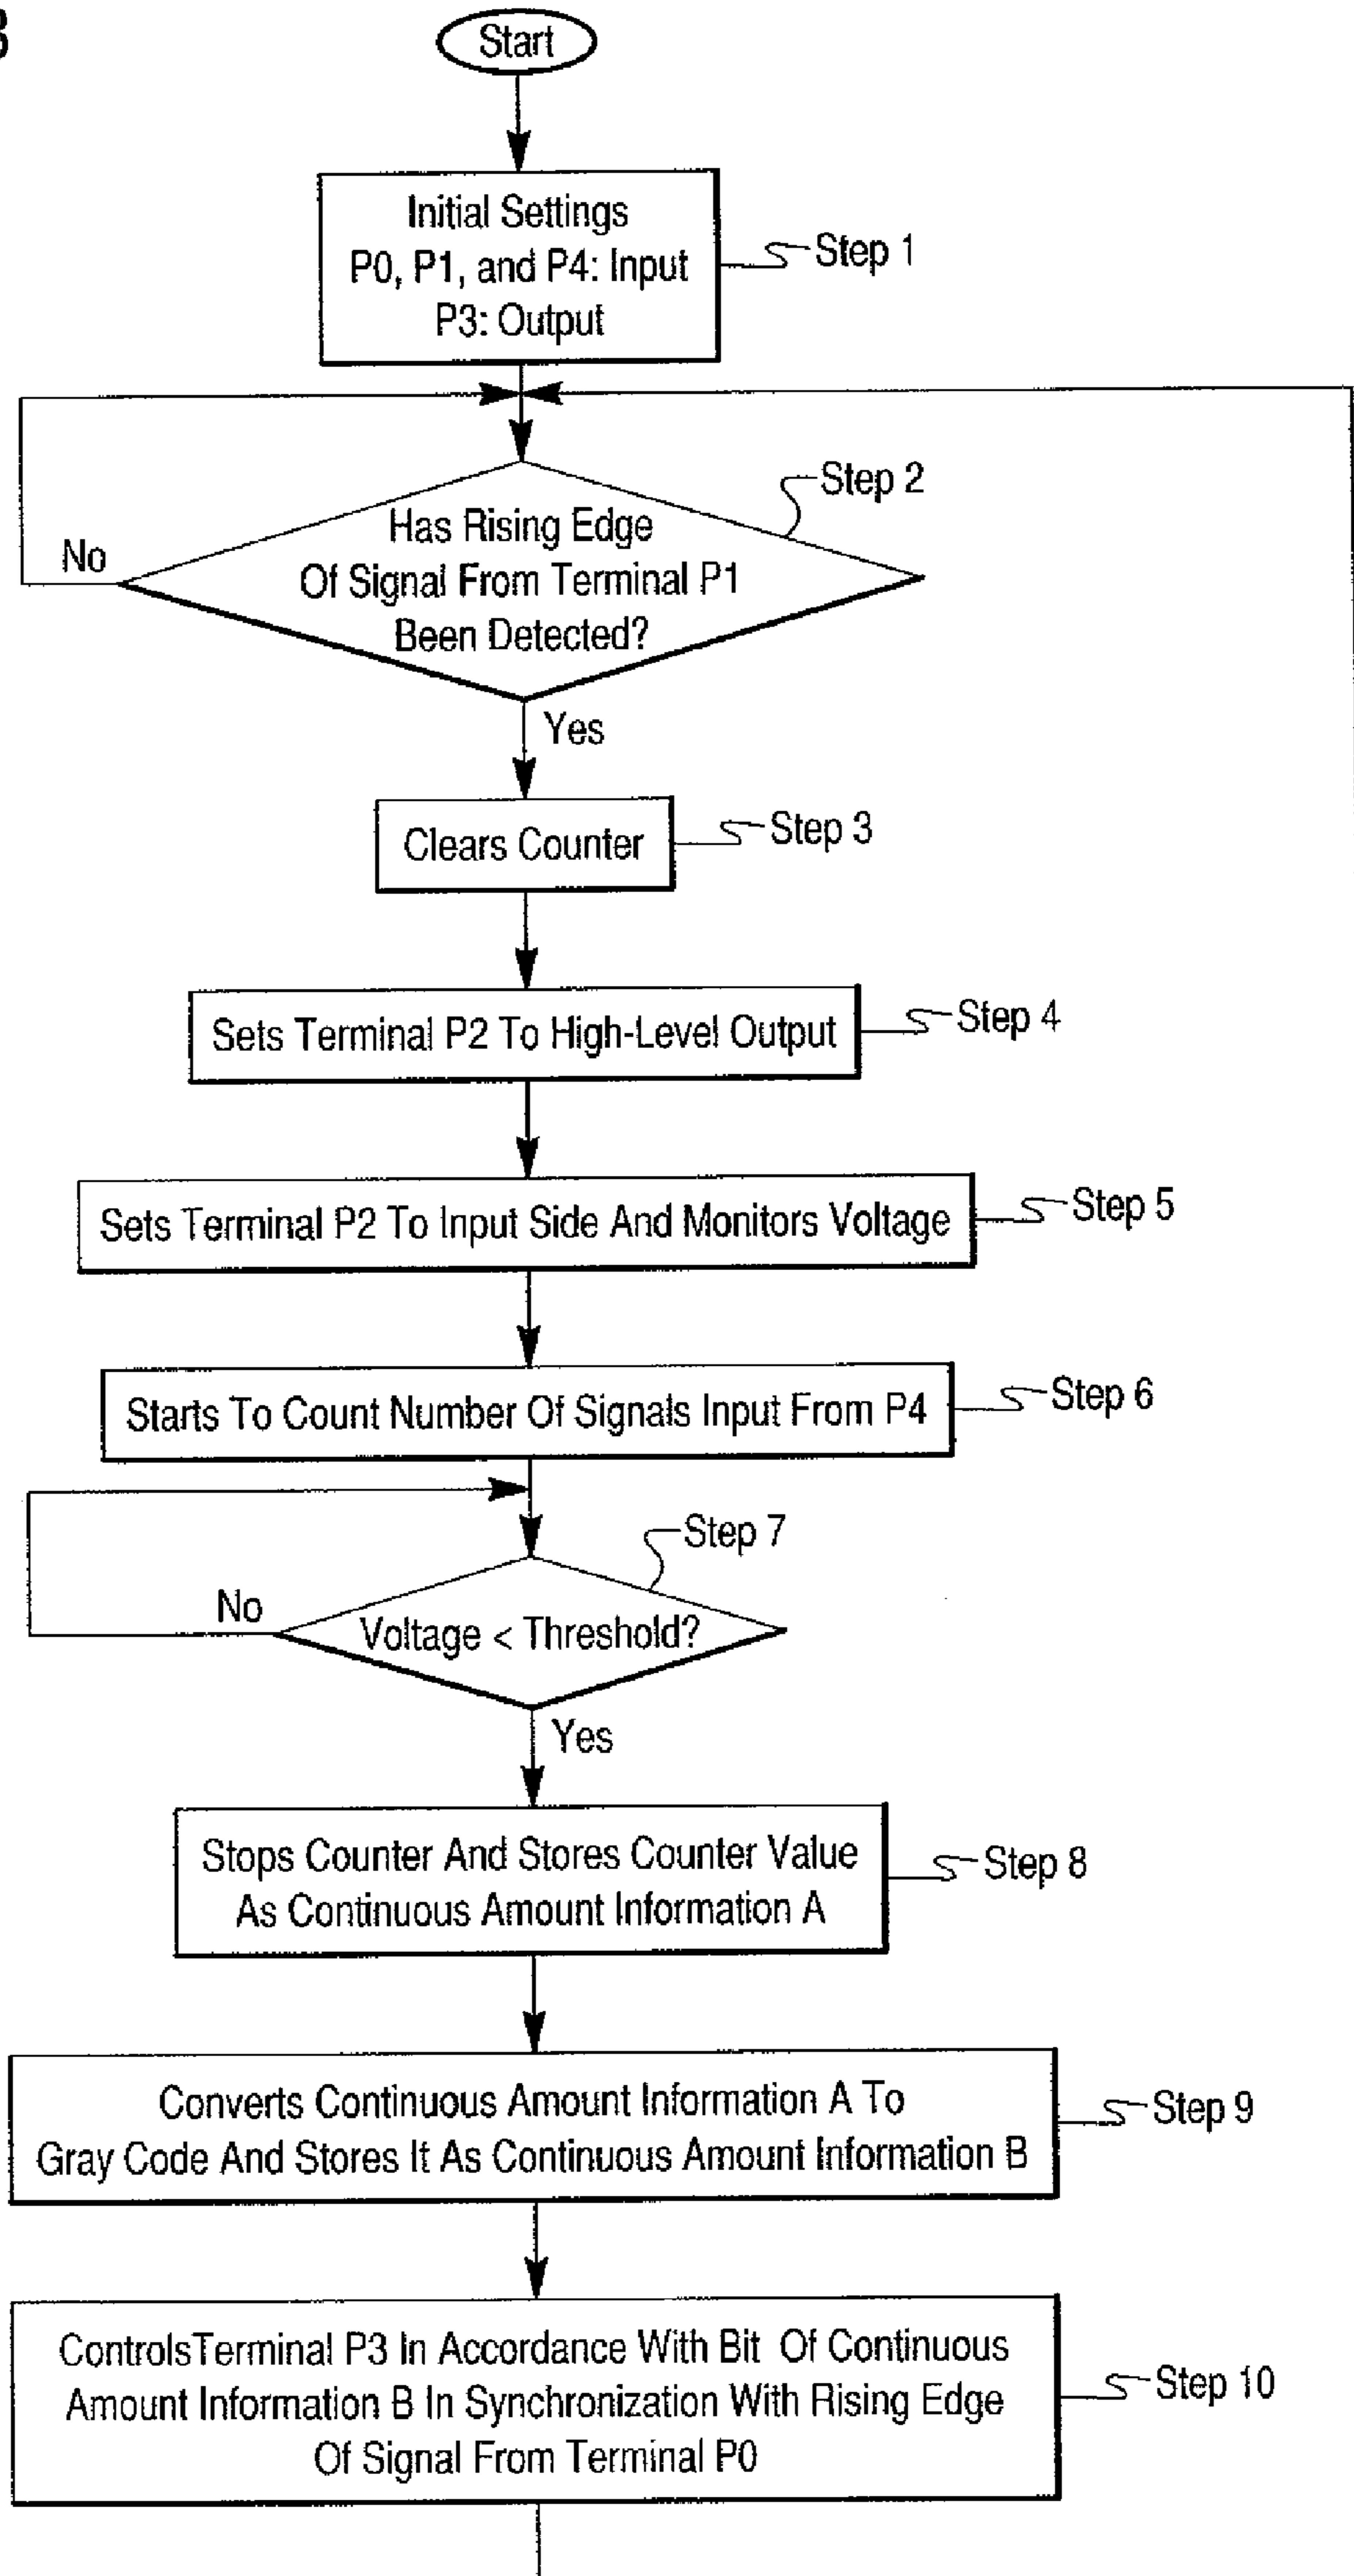 Start
Initial Settings
P0, P1, and P4: Input
P3: Output
Step 1
Step 2
Has Rising Edge
Of Signal From Terminal P1
Been Detected?
No
Yes
Clears Counter
Step 3
Sets Terminal P2 To High-Level Output
Step 4
Sets Terminal P2 To Input Side And Monitors Voltage
Step 5
Starts To Count Number Of Signals Input From P4
Step 6
Step 7
Voltage < Threshold?
No
Yes
Stops Counter And Stores Counter Value
As Continuous Amount Information A
Step 8
Converts Continuous Amount Information A To
Gray Code And Stores It As Continuous Amount Information B
Step 9
ControlsTerminal P3 In Accordance With Bit Of Continuous
Amount Information B In Synchronization With Rising Edge
Of Signal From Terminal P0
Step 10